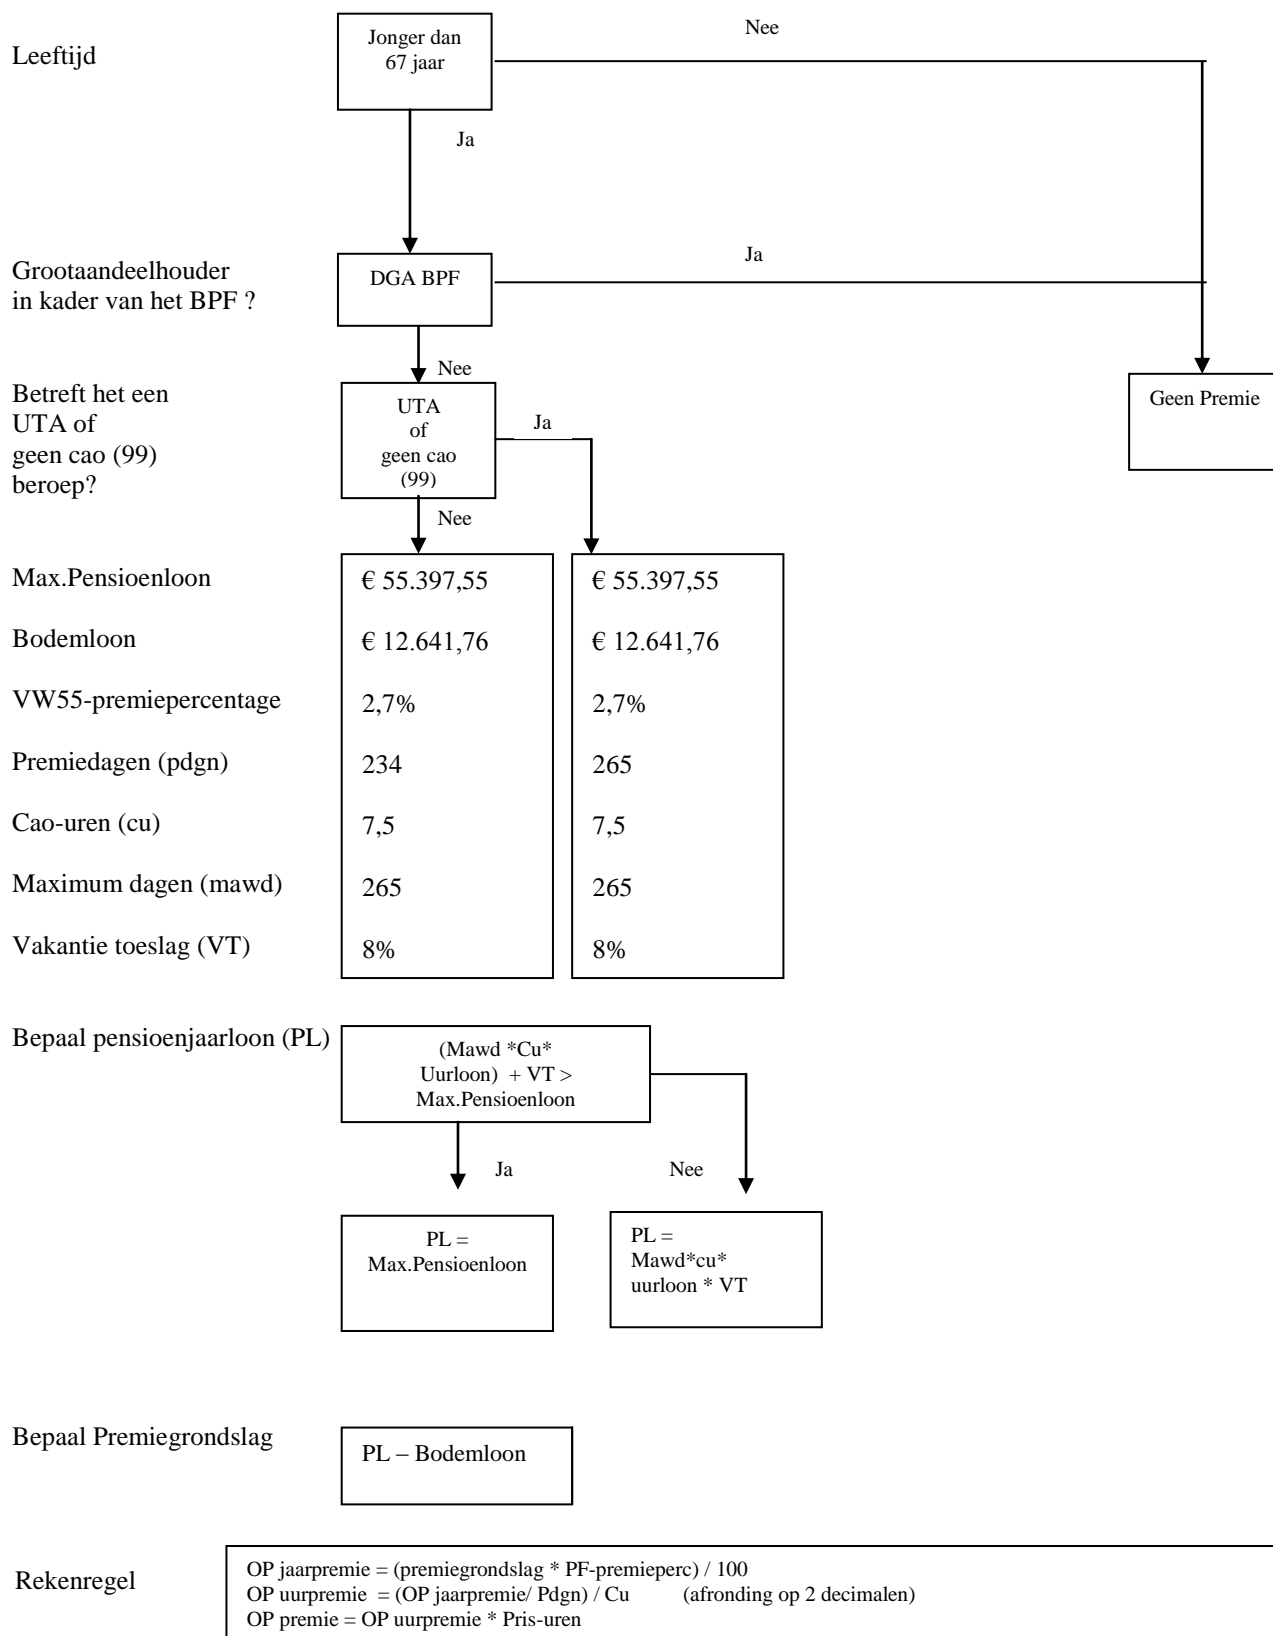 Nee
Jonger dan
67 jaar
Leeftijd
Ja
Ja
Grootaandeelhouder
in kader van het BPF ?
DGA BPF
Nee
Betreft het een
UTA of
geen cao (99)
beroep?
UTA
of
geen cao
(99)
Ja
Geen Premie
Nee
Max.Pensioenloon € 55.397,55 € 55.397,55
Bodemloon € 12.641,76 € 12.641,76
VW55-premiepercentage 2,7% 2,7%
Premiedagen (pdgn) 234 265
Cao-uren (cu) 7,5 7,5
Maximum dagen (mawd) 265 265
Vakantie toeslag (VT) 8% 8%
Bepaal pensioenjaarloon (PL)
(Mawd *Cu*
Uurloon) + VT >
Max.Pensioenloon
Ja Nee
PL =
Max.Pensioenloon
PL =
Mawd*cu*
uurloon * VT
Bepaal Premiegrondslag
PL – Bodemloon
Rekenregel
OP jaarpremie = (premiegrondslag * PF-premieperc) / 100
OP uurpremie = (OP jaarpremie/ Pdgn) / Cu (afronding op 2 decimalen)
OP premie = OP uurpremie * Pris-uren